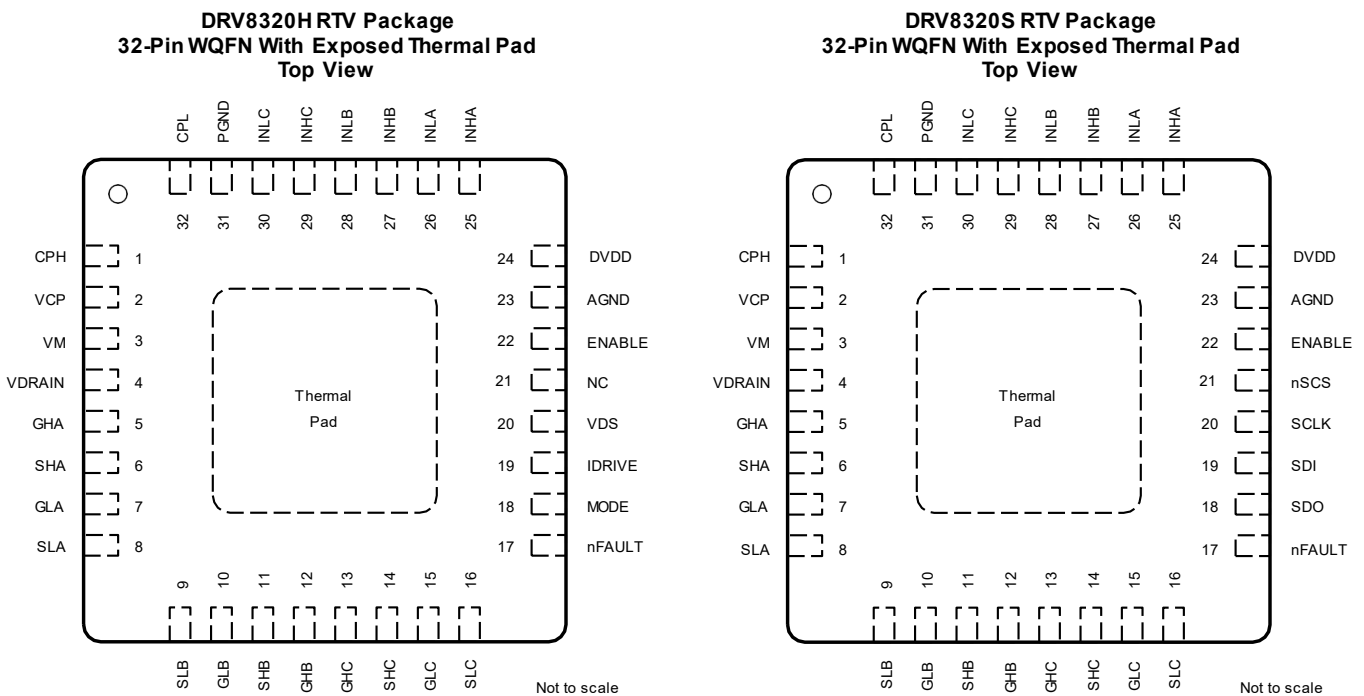 DRV8320H RTV Package
32-Pin WQFN With Exposed Thermal Pad
Top View
CPL
PGND
INLC
INHC
INLB
INHB
INLA
INHA
32
31
30
29
28
27
26
25
CPH 1
VCP 2
VM 3
VDRAIN 4
GHA 5
SHA 6
GLA 7
SLA 8
Thermal
Pad
24 DVDD
23 AGND
22 ENABLE
21 NC
20 VDS
19 IDRIVE
18 MODE
17 nFAULT
9
10
11
12
13
14
15
16
SLB
GLB
SHB
GHB
GHC
SHC
GLC
SLC
Not to scale
DRV8320S RTV Package
32-Pin WQFN With Exposed Thermal Pad
Top View
CPL
PGND
INLC
INHC
INLB
INHB
INLA
INHA
32
31
30
29
28
27
26
25
CPH 1
VCP 2
VM 3
VDRAIN 4
GHA 5
SHA 6
GLA 7
SLA 8
Thermal
Pad
24 DVDD
23 AGND
22 ENABLE
21 nSCS
20 SCLK
19 SDI
18 SDO
17 nFAULT
9
10
11
12
13
14
15
16
SLB
GLB
SHB
GHB
GHC
SHC
GLC
SLC
Not to scale